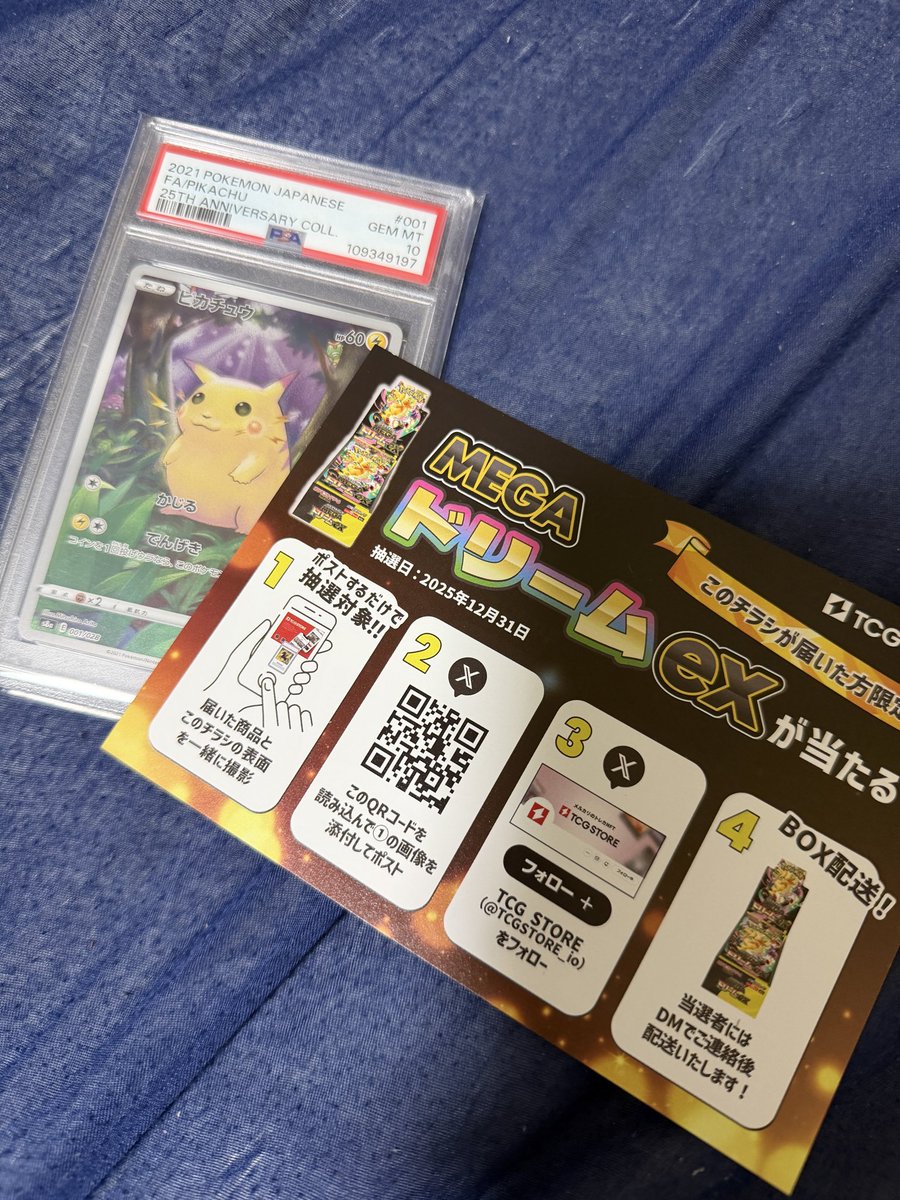 2021 POKEMON JAPANESE
FA/PIKACHU
25TH ANNIVERSARY COLL.
#001
GEM MT
10
PSA
109349197
たね
ピカチュウ
HP60
かじる
でんげき
001/028
MEGA
ドリーム
exが当たる
抽選日：2025年12月31日
このチラシが届いた方限定
TCG
1
ポストするだけで
抽選対象!!
届いた商品と
このチラシの表面
を一緒に撮影
2
X
このQRコードを
読み込んで①の画像を
添付してポスト
3
X
TCG STORE
フォロー +
TCG STORE
(@TCGSTORE_io)
をフォロー
4
BOX配送!
当選者には
DMでご連絡後
配送いたします!